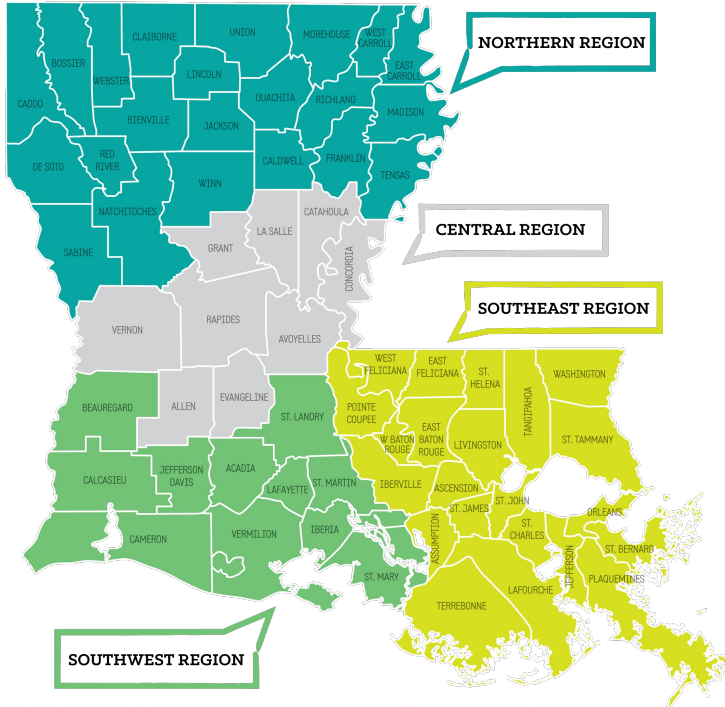 CLAIBORNE
UNION
MOREHOUSE
WEST
CARROLL
NORTHERN REGION
BOSSIER
WEBSTER
LINCOLN
EAST
CARROLL
CADDO
OUACHITA
RICHLAND
BIENVILLE
JACKSON
MADISON
DE SOTO
RED
RIVER
CALDWELL
FRANKLIN
WINN
TENSAS
NATCHITOCHES
CATAHOULA
LA SALLE
CENTRAL REGION
SABINE
GRANT
CONCORDIA
SOUTHEAST REGION
VERNON
RAPIDES
AVOYELLES
WEST
FELICIANA
EAST
FELICIANA
ST.
HELENA
WASHINGTON
BEAUREGARD
ALLEN
EVANGELINE
ST. LANDRY
POINTE
COUPEE
TANGIPAHOA
W BATON
ROUGE
EAST
BATON
ROUGE
LIVINGSTON
ST. TAMMANY
CALCASIEU
JEFFERSON
DAVIS
ACADIA
LAFAYETTE
ST. MARTIN
IBERVILLE
ASCENSION
ST. JAMES
ST. JOHN
ORLEANS
CAMERON
VERMILION
IBERIA
ASSUMPTION
ST.
CHARLES
JEFFERSON
ST. BERNARD
ST. MARY
PLAQUEMINES
LAFOURCHE
TERREBONNE
SOUTHWEST REGION